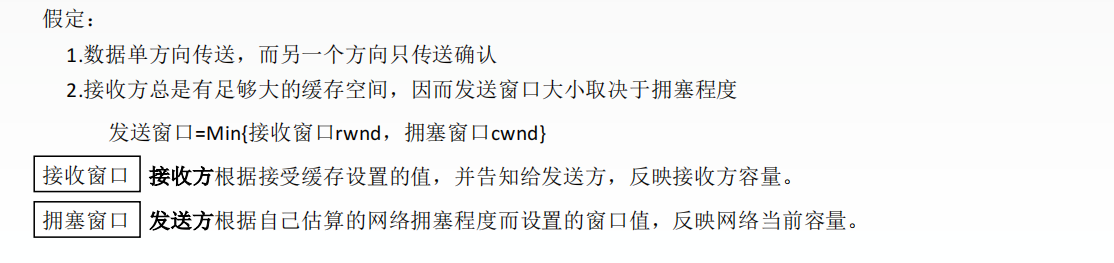 假定：
1.数据单方向传送，而另一个方向只传送确认
2.接收方总是有足够大的缓存空间，因而发送窗口大小取决于拥塞程度
发送窗口=Min{接收窗口rwnd，拥塞窗口cwnd}
接收窗口 接收方根据接受缓存设置的值，并告知给发送方，反映接收方容量。
拥塞窗口 发送方根据自己估算的网络拥塞程度而设置的窗口值，反映网络当前容量。